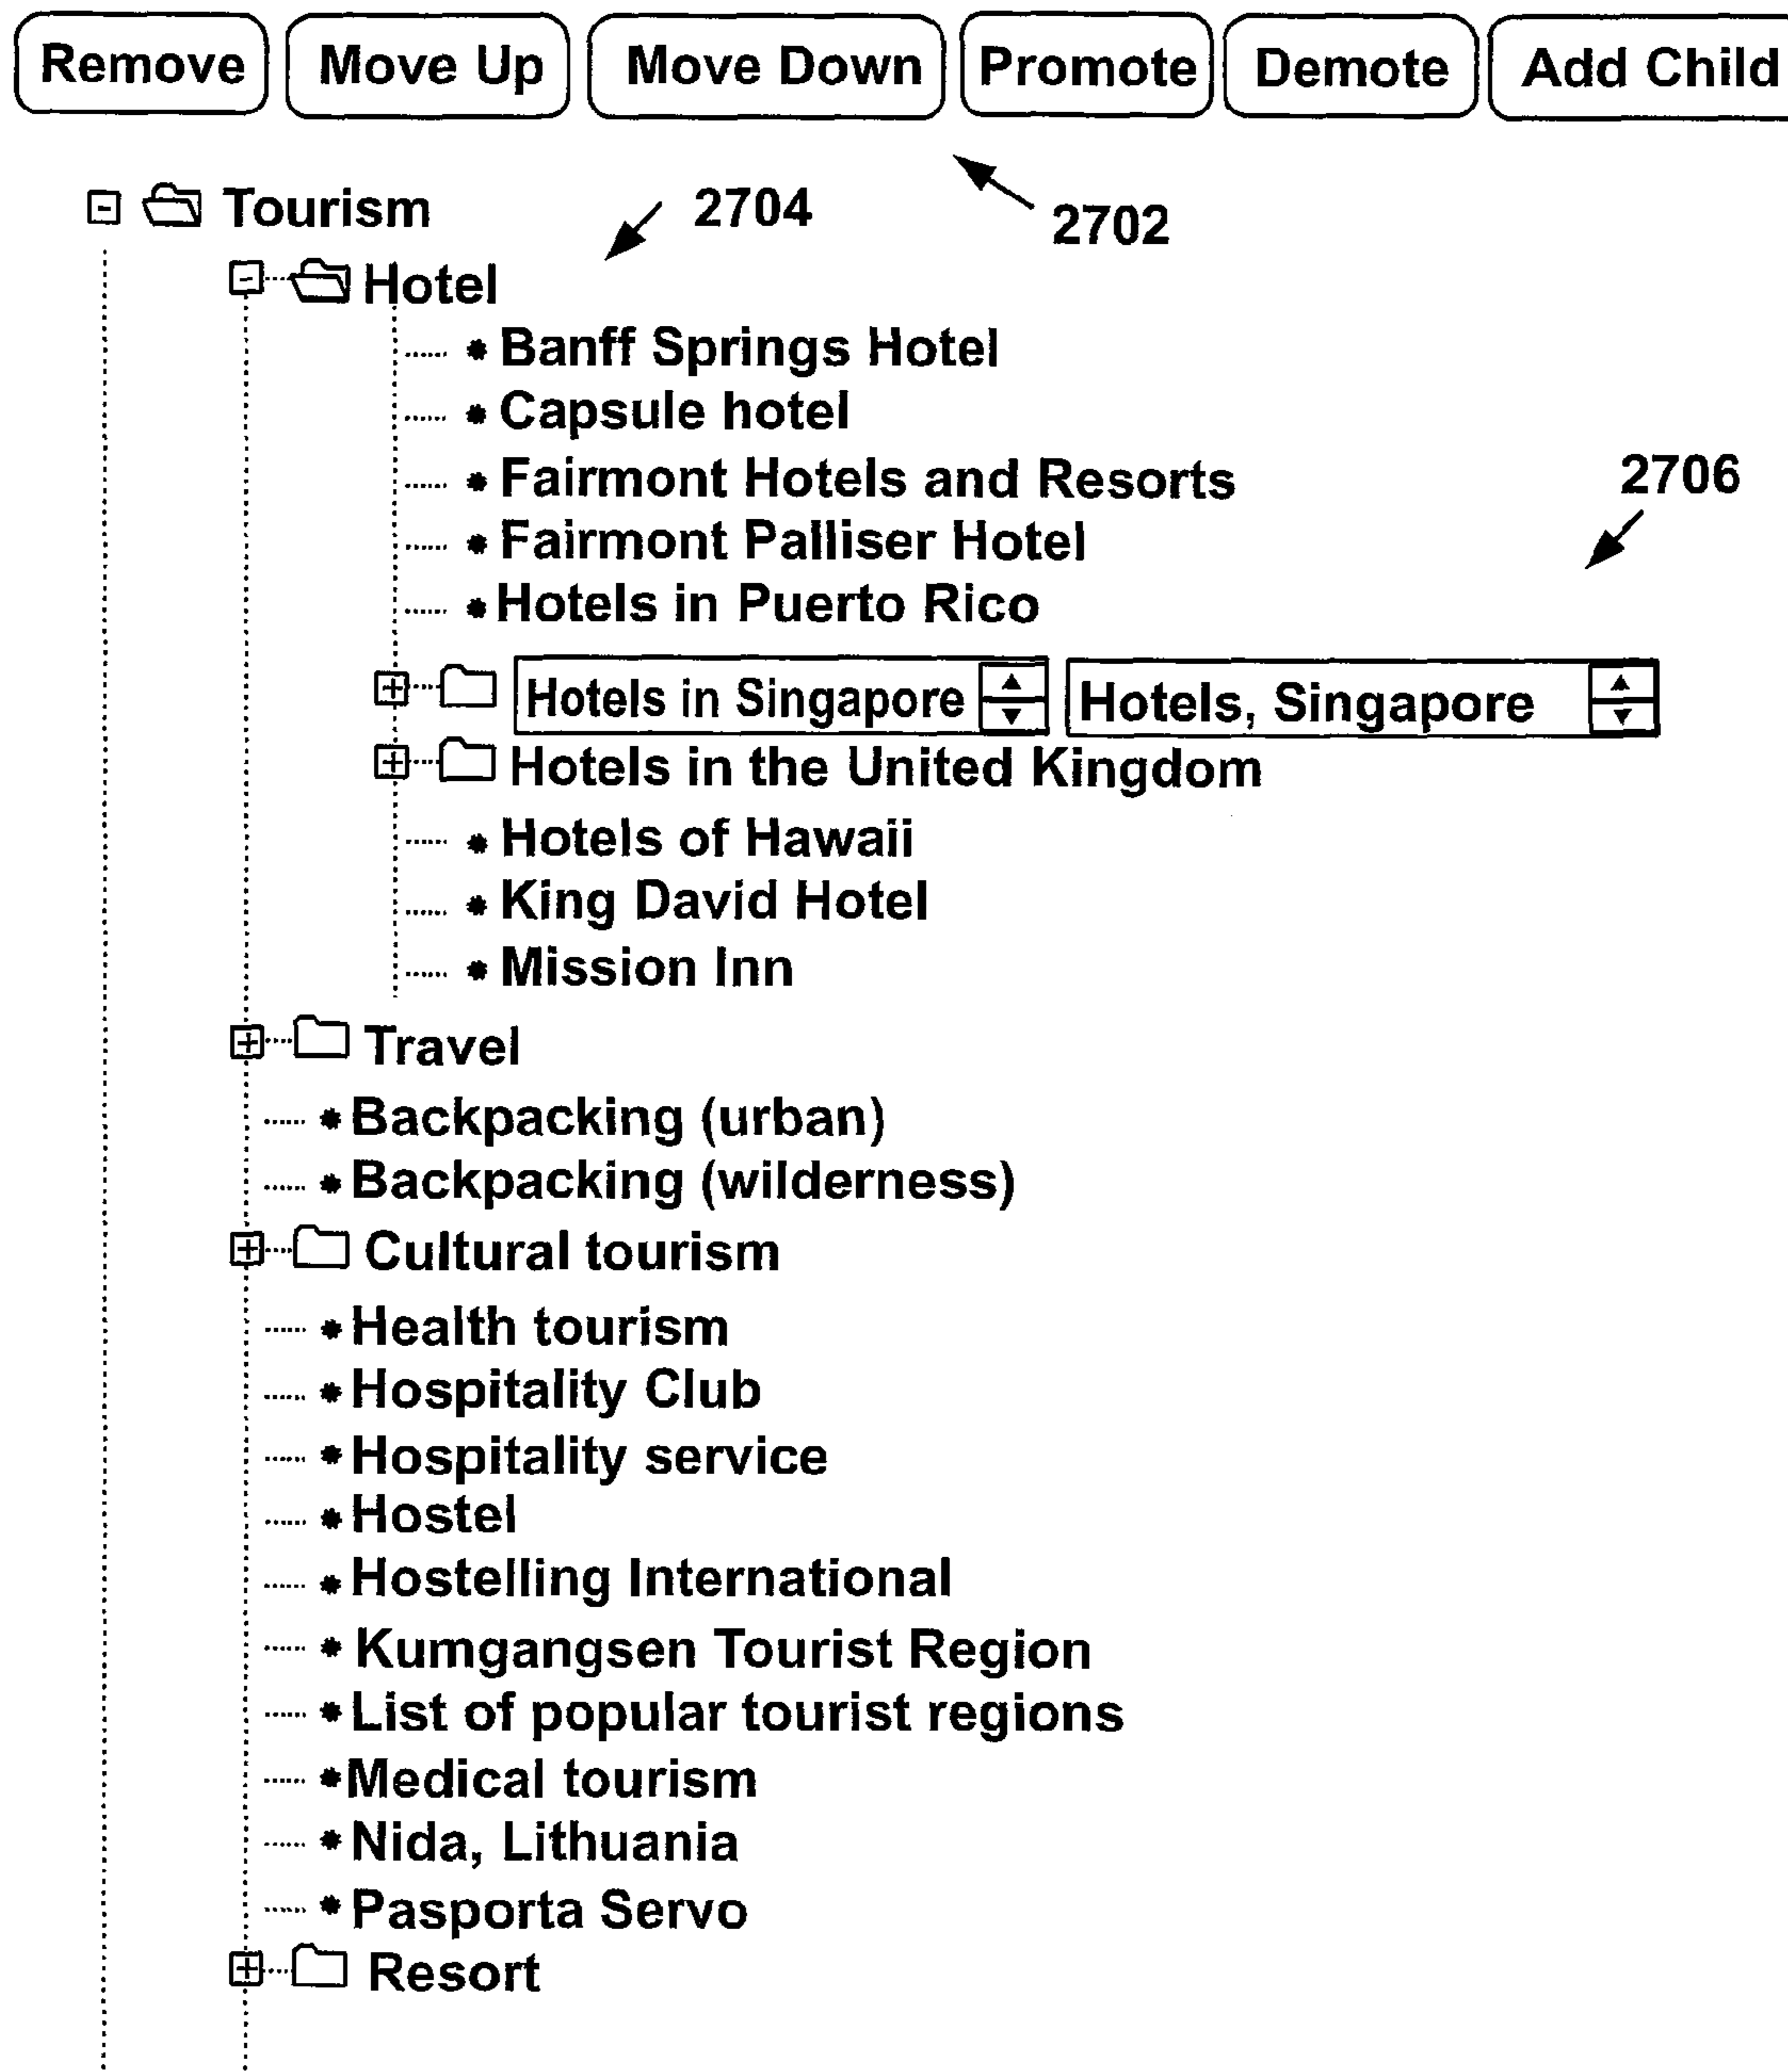 Remove Move Up Move Down Promote Demote Add Child
Tourism 2704
2702
Hotel
Banff Springs Hotel
Capsule hotel
Fairmont Hotels and Resorts 2706
Fairmont Palliser Hotel
Hotels in Puerto Rico
Hotels in Singapore Hotels, Singapore
Hotels in the United Kingdom
Hotels of Hawaii
King David Hotel
Mission Inn
Travel
Backpacking (urban)
Backpacking (wilderness)
Cultural tourism
Health tourism
Hospitality Club
Hospitality service
Hostel
Hostelling International
Kumgangsen Tourist Region
List of popular tourist regions
Medical tourism
Nida, Lithuania
Pasporta Servo
Resort